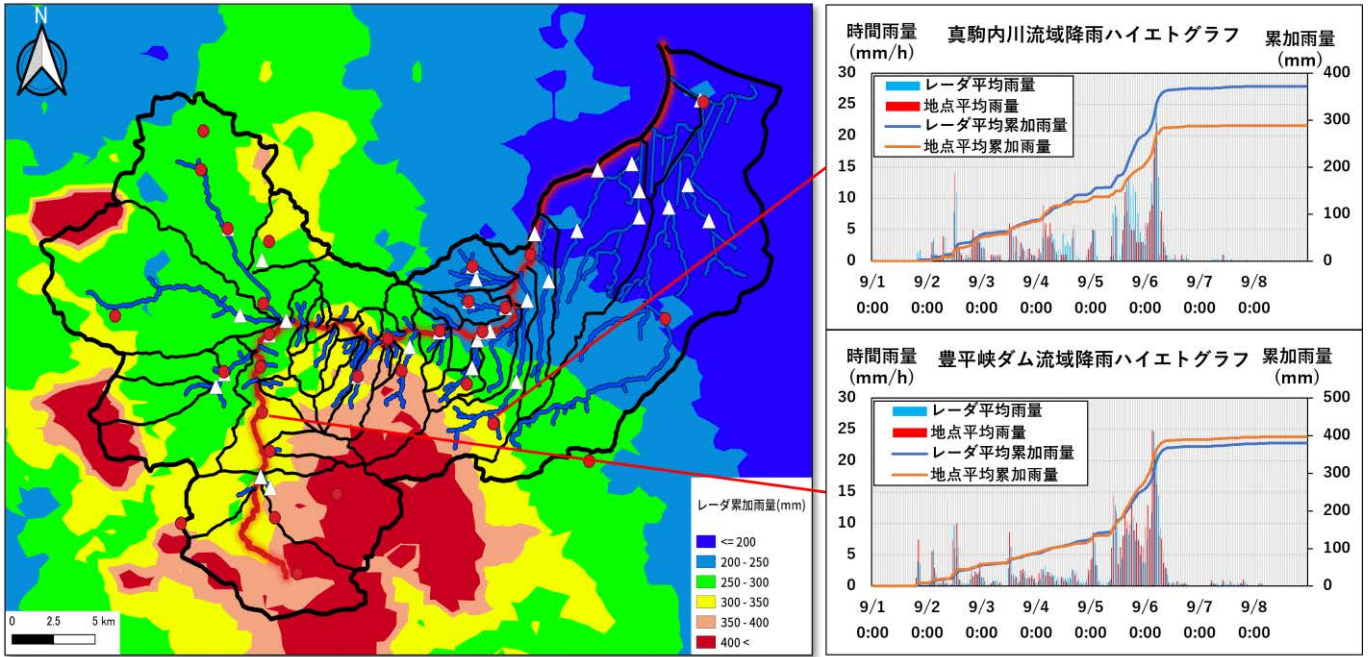 N
レーダ累加雨量(mm)
<= 200
200 - 250
250 - 300
300 - 350
350 - 400
400 <
0 2.5 5 km
時間雨量
(mm/h)
真駒内川流域降雨ハイエトグラフ
累加雨量
(mm)
レーダ平均雨量
地点平均雨量
レーダ平均累加雨量
地点平均累加雨量
30
25
20
15
10
5
0
400
300
200
100
0
9/1 9/2 9/3 9/4 9/5 9/6 9/7 9/8
0:00 0:00 0:00 0:00 0:00 0:00 0:00 0:00
時間雨量
(mm/h)
豊平峡ダム流域降雨ハイエトグラフ
累加雨量
(mm)
レーダ平均雨量
地点平均雨量
レーダ平均累加雨量
地点平均累加雨量
30
25
20
15
10
5
0
500
400
300
200
100
0
9/1 9/2 9/3 9/4 9/5 9/6 9/7 9/8
0:00 0:00 0:00 0:00 0:00 0:00 0:00 0:00